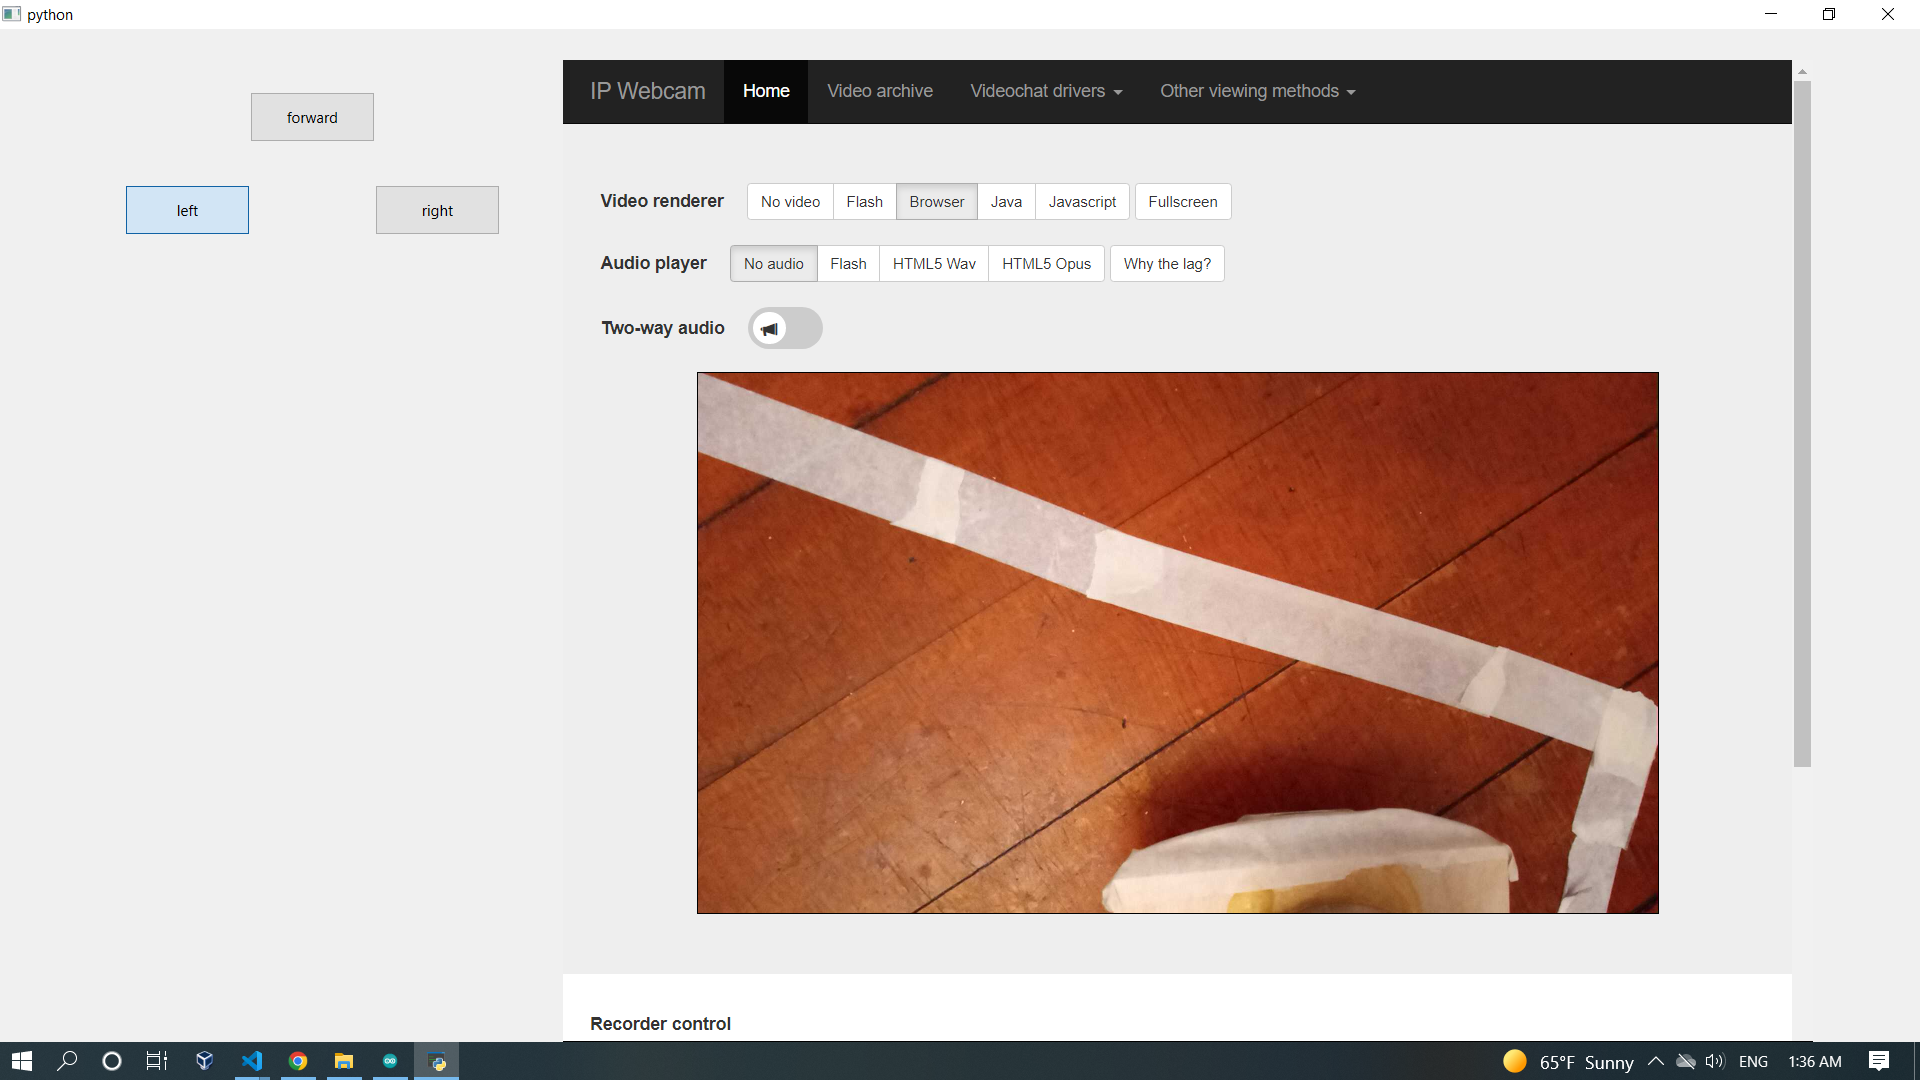 python
forward
left
right
IP Webcam Home Video archive Videochat drivers Other viewing methods
Video renderer No video Flash Browser Java Javascript Fullscreen
Audio player No audio Flash HTML5 Wav HTML5 Opus Why the lag?
Two-way audio
Recorder control
65°F Sunny ENG 1:36 AM